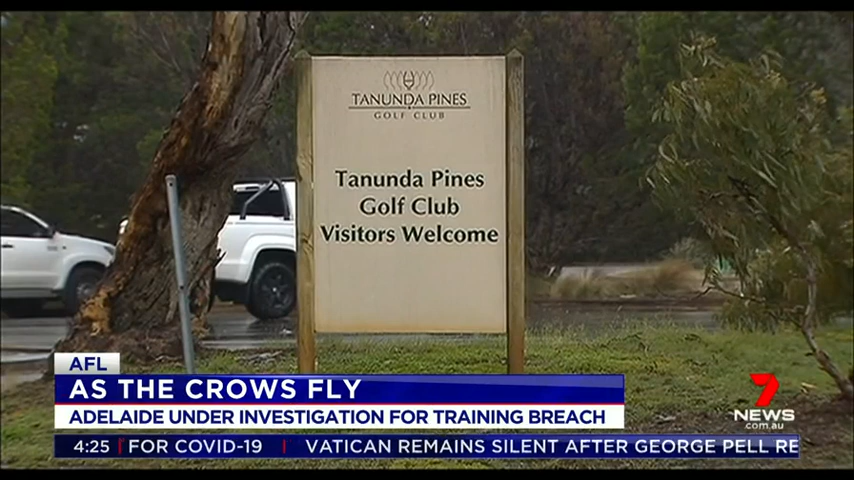 TANUNDA PINES
GOLF CLUB
Tanunda Pines
Golf Club
Visitors Welcome
AFL
AS THE CROWS FLY
ADELAIDE UNDER INVESTIGATION FOR TRAINING BREACH
7
NEWS
.com.au
4:25 FOR COVID-19 VATICAN REMAINS SILENT AFTER GEORGE PELL RE